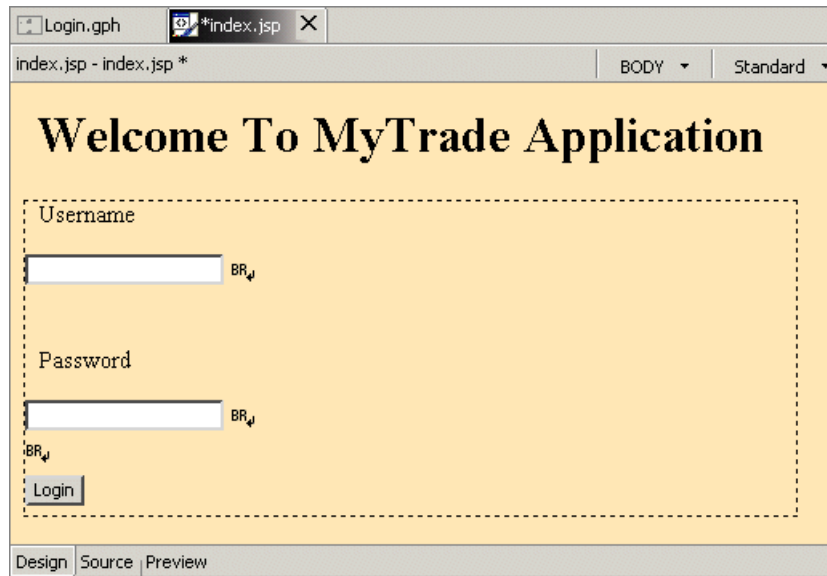 Login.gph *index.jsp X
index.jsp - index.jsp * BODY Standard
Welcome To MyTrade Application
Username
BR
Password
BR
BR
Login
Design Source Preview